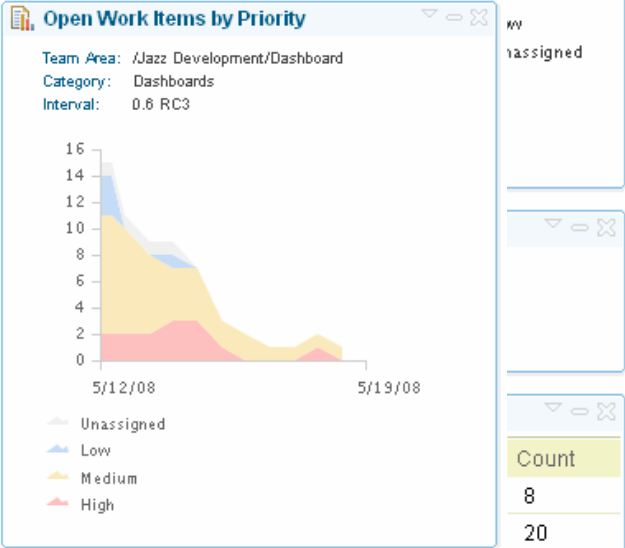 Open Work Items by Priority
Team Area: /Jazz Development/Dashboard
Category: Dashboards
Interval: 0.6 RC3
16
14
12
10
8
6
4
2
0
5/12/08 5/19/08
Unassigned
Low
Medium
High
nassigned
Count
8
20